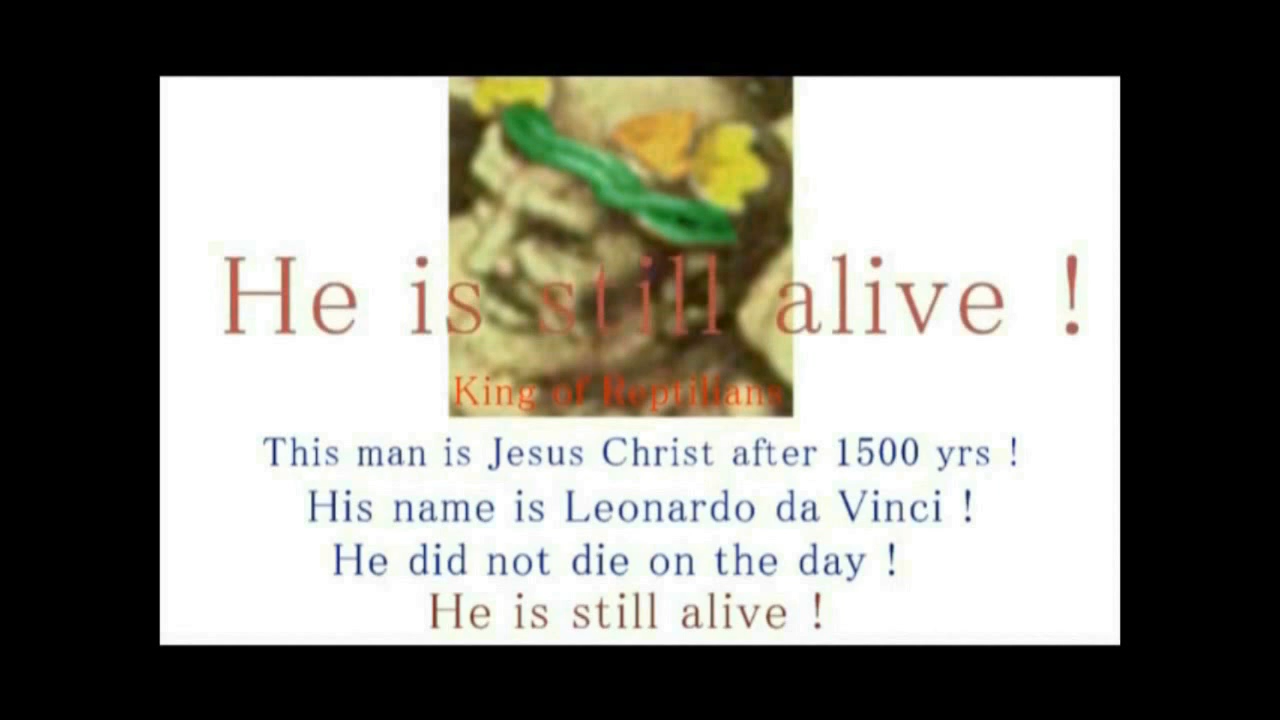 He is still alive !
King of Reptilians
This man is Jesus Christ after 1500 yrs !
His name is Leonardo da Vinci !
He did not die on the day !
He is still alive !